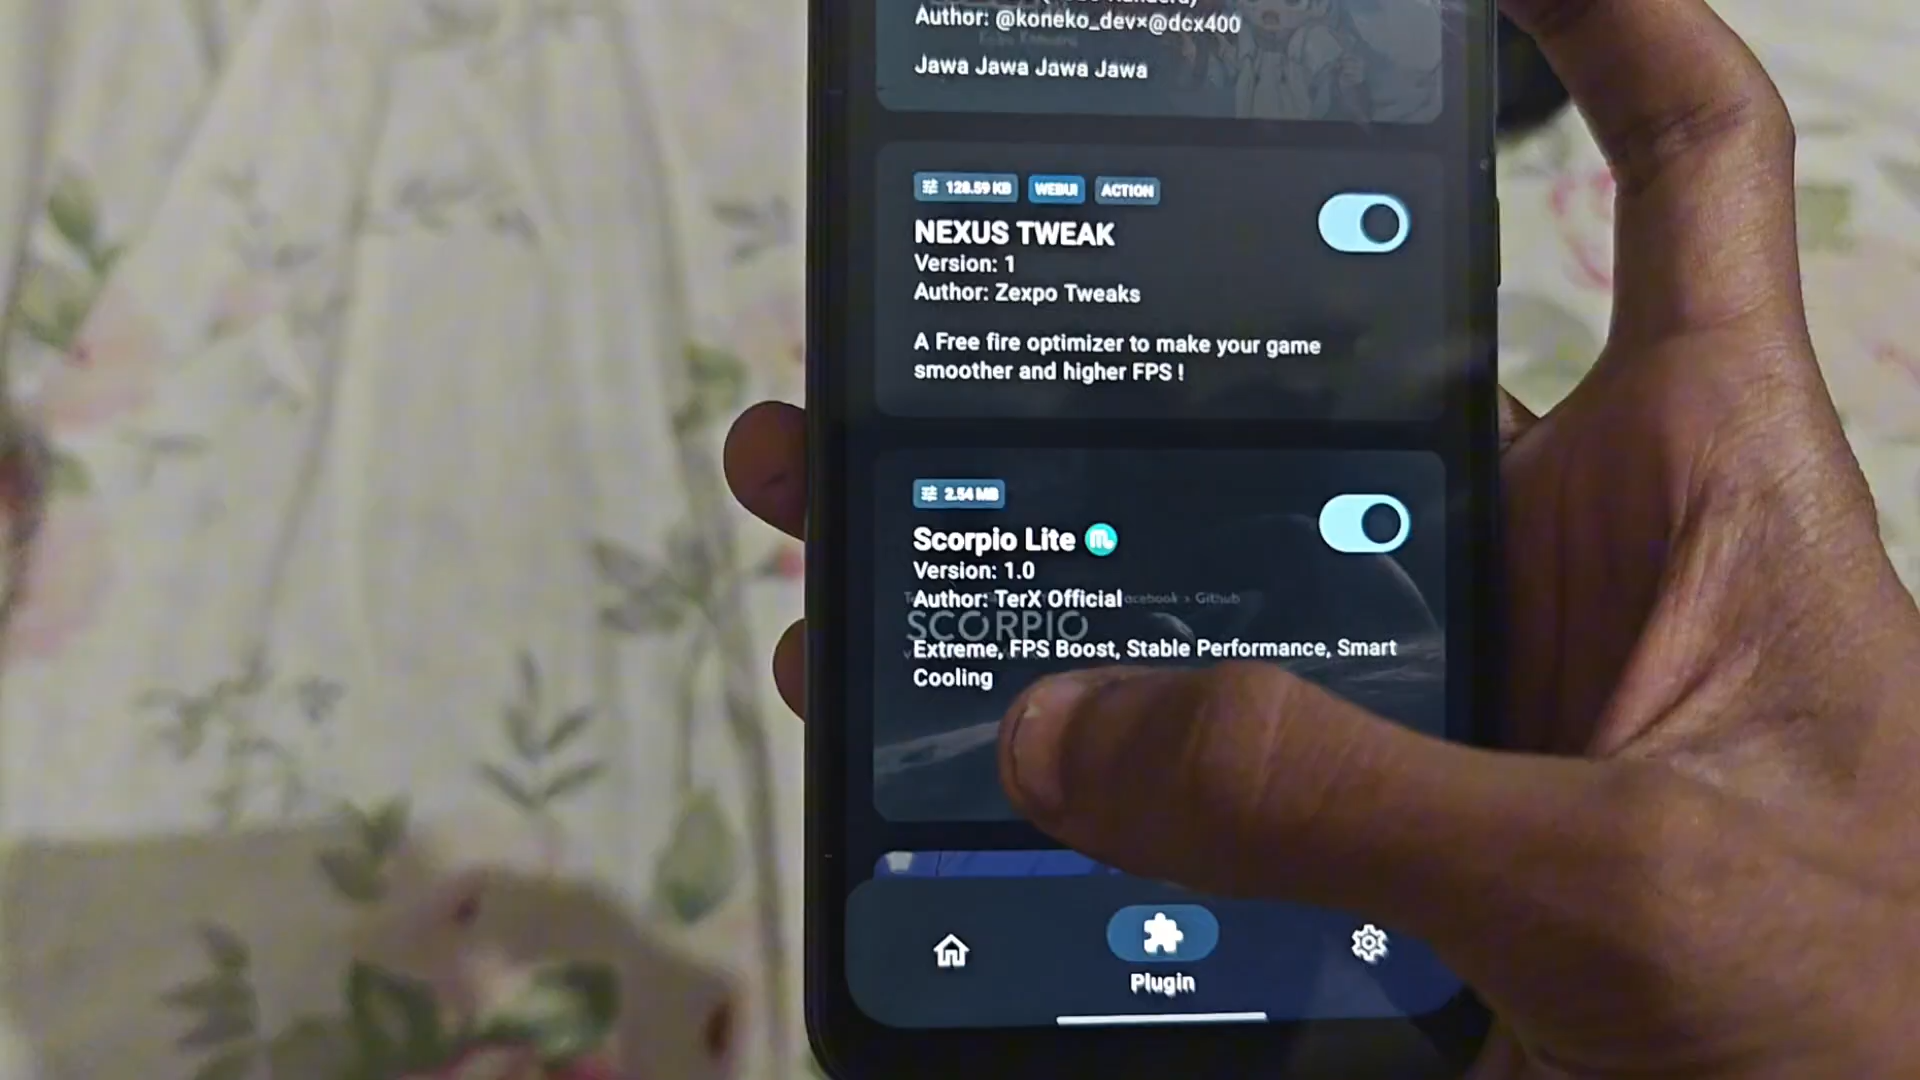 Author: @koneko_dev×@dcx400
Jawa Jawa Jawa Jawa
128.59 KB WEBUI ACTION
NEXUS TWEAK
Version: 1
Author: Zexpo Tweaks
A Free fire optimizer to make your game
smoother and higher FPS !
2.54 MB
Scorpio Lite
Version: 1.0
Author: TerX Official
acebook › Github
SCORPIO
Extreme, FPS Boost, Stable Performance, Smart
Cooling
Plugin